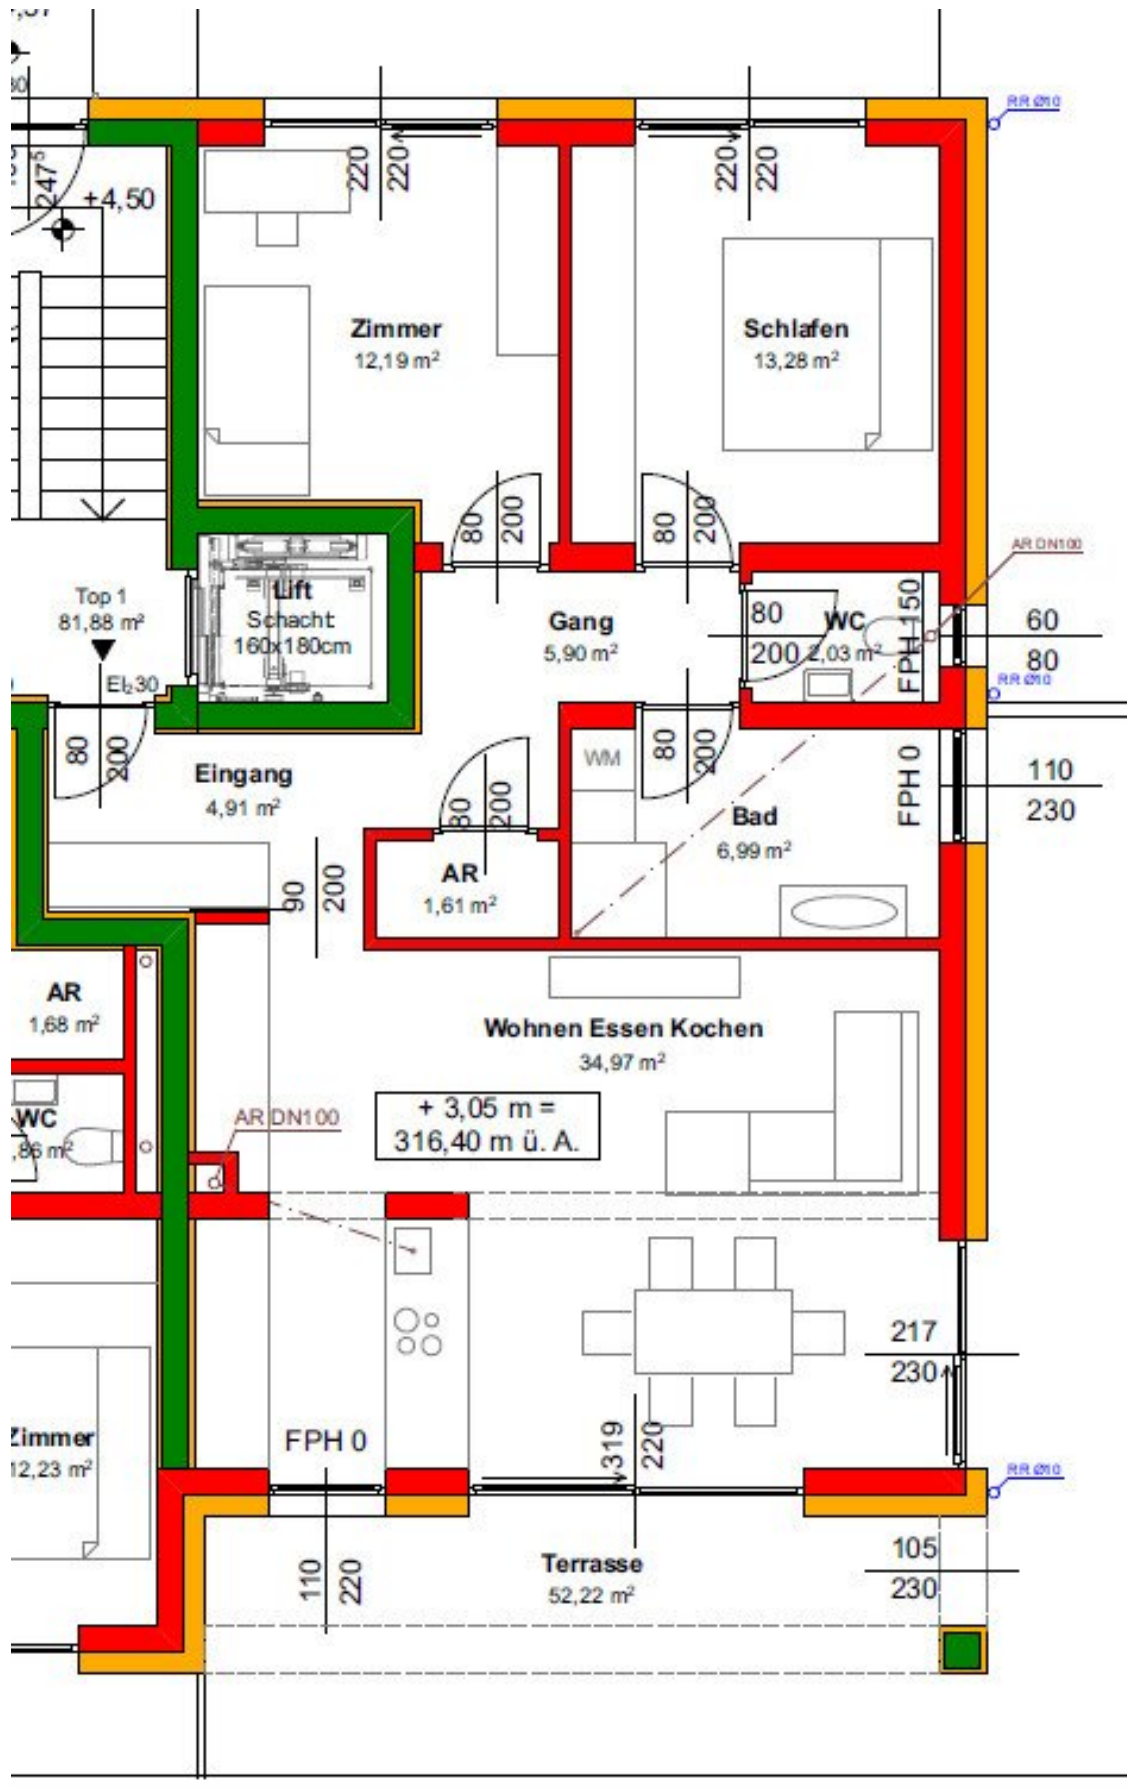 RR Ø10
247⁵
+4,50
220
220
220
220
Zimmer
12,19 m²
Schlafen
13,28 m²
80
200
80
200
AR DN100
Top 1
81,88 m²
Lift
Schacht
160x180cm
Gang
5,90 m²
80
200
WC
2,03 m²
FPH 150
60
80
RR Ø10
EI₂30
80
200
Eingang
4,91 m²
80
200
WM
80
200
Bad
6,99 m²
FPH 0
110
230
AR
1,61 m²
90
200
AR
1,68 m²
Wohnen Essen Kochen
34,97 m²
WC
,86 m²
AR DN100
+ 3,05 m =
316,40 m ü. A.
217
230
Zimmer
12,23 m²
FPH 0
319
220
RR Ø10
110
220
Terrasse
52,22 m²
105
230